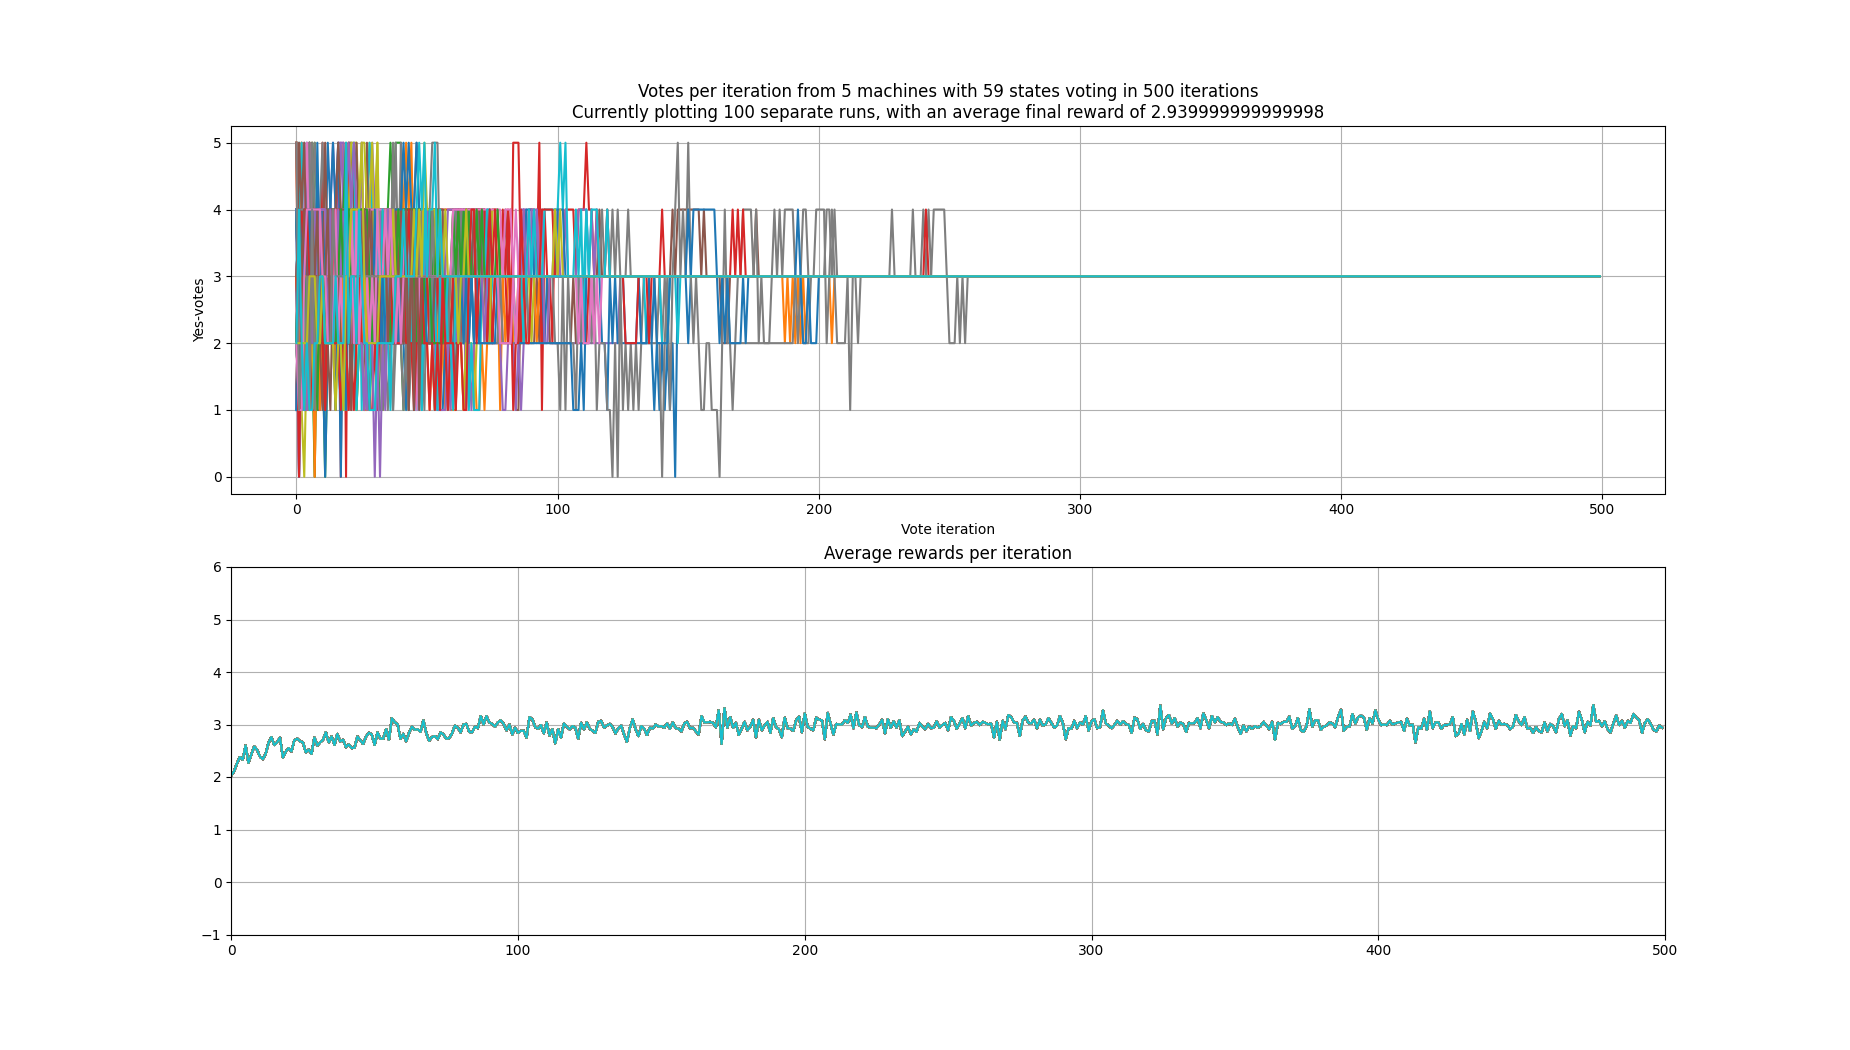 Votes per iteration from 5 machines with 59 states voting in 500 iterations
Currently plotting 100 separate runs, with an average final reward of 2.939999999999998
5
4
3
2
1
0
Yes-votes
0 100 200 300 400 500
Vote iteration
Average rewards per iteration
6
5
4
3
2
1
0
−1
0 100 200 300 400 500